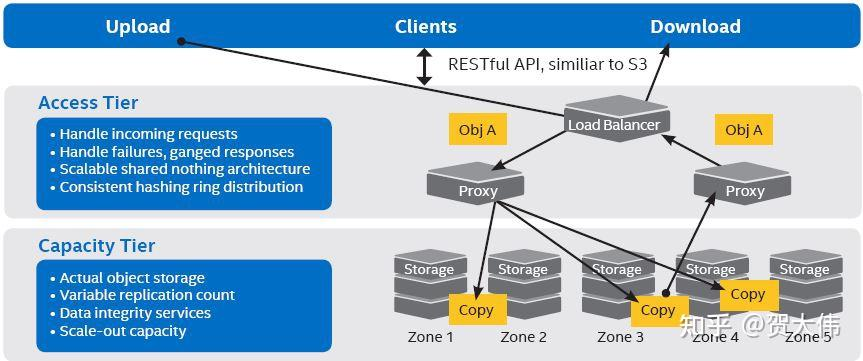 Upload
Clients
Download
RESTful API, similiar to S3
Access Tier
• Handle incoming requests
• Handle failures, ganged responses
• Scalable shared nothing architecture
• Consistent hashing ring distribution
Load Balancer
Obj A
Obj A
Proxy
Proxy
Capacity Tier
• Actual object storage
• Variable replication count
• Data integrity services
• Scale-out capacity
Storage
Storage
Storage
Storage
Storage
Copy
Copy
Copy
Zone 1
Zone 2
Zone 3
Zone 4
Zone 5
知乎 @贺大伟